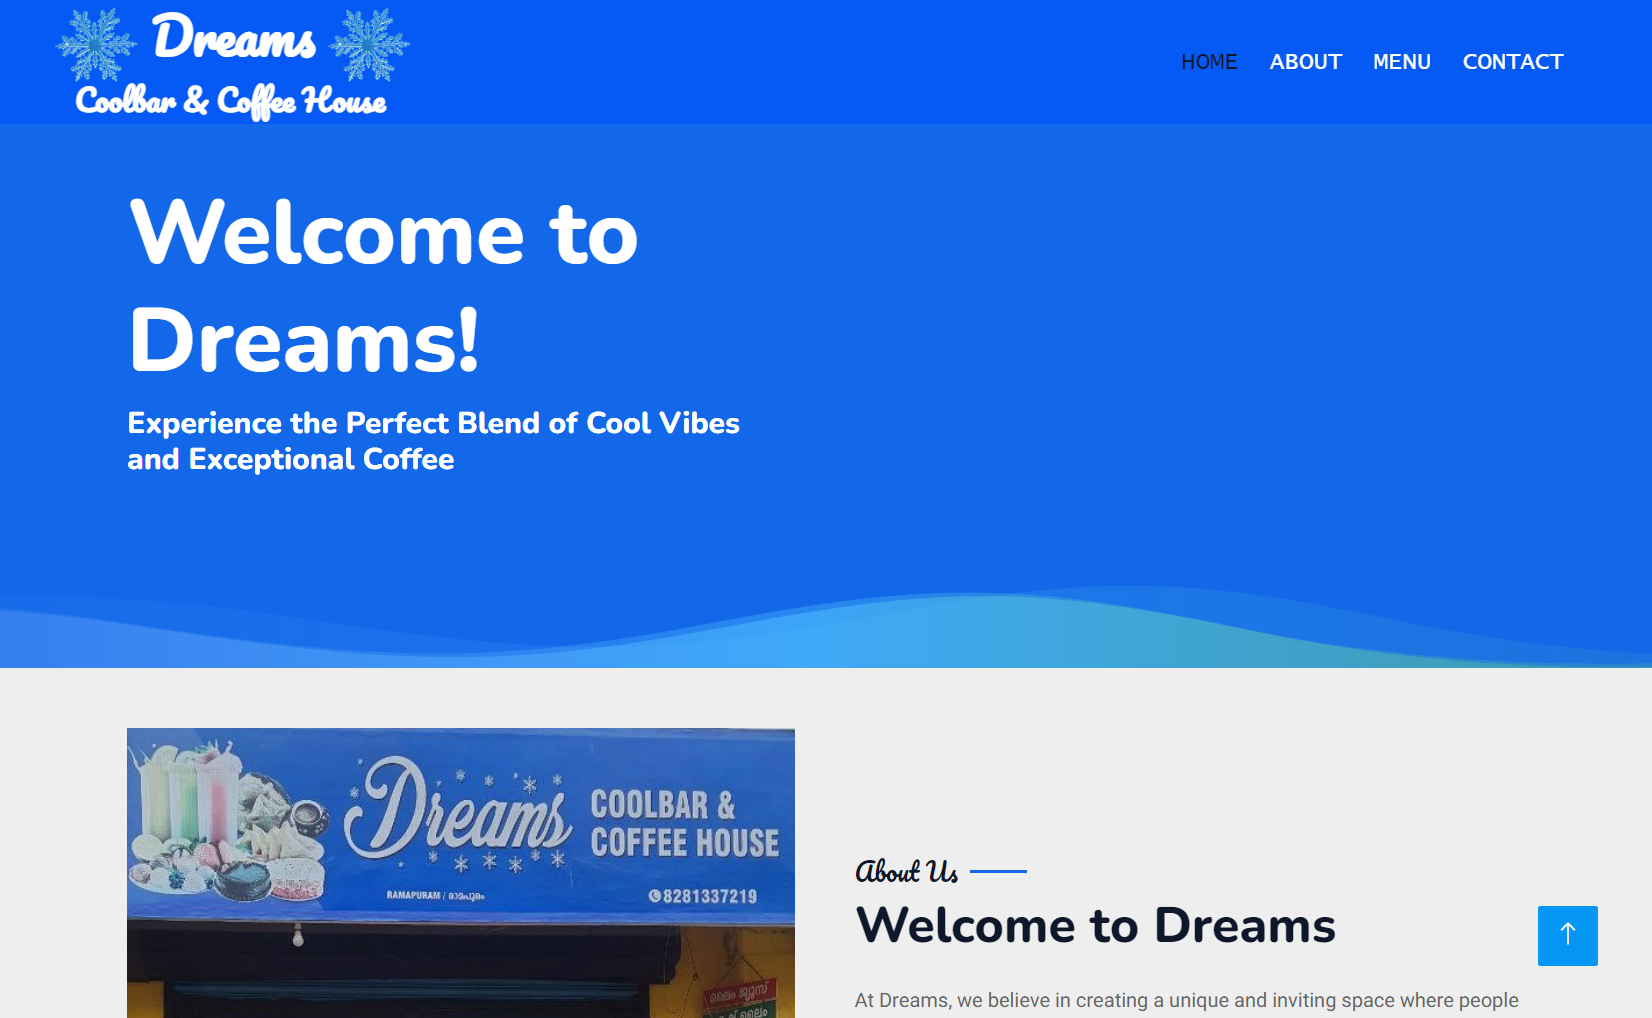 Dreams
Coolbar & Coffee House
HOME ABOUT MENU CONTACT
Welcome to
Dreams!
Experience the Perfect Blend of Cool Vibes
and Exceptional Coffee
Dreams
COOLBAR &
COFFEE HOUSE
RAMAPURAM / രാമപുരം
8281337219
ലൈം ജ്യൂസ്
ലൈം
About Us
Welcome to Dreams
At Dreams, we believe in creating a unique and inviting space where people